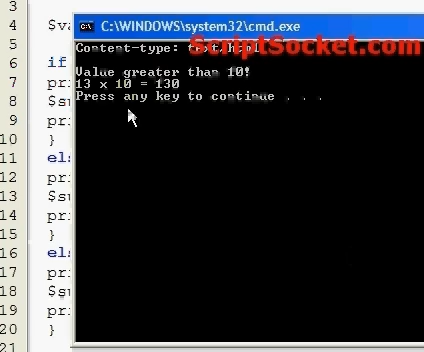 C:\WINDOWS\system32\cmd.exe
Content-type: text/html
ScriptSocket.com
Value greater than 10!
13 x 10 = 130
Press any key to continue . . .
4 $va
5
6 if
7 pri
8 $su
9 pri
10 }
11 els
12 pri
13 $su
14 pri
15 }
16 els
17 pri
18 $su
19 pri
20 }
21